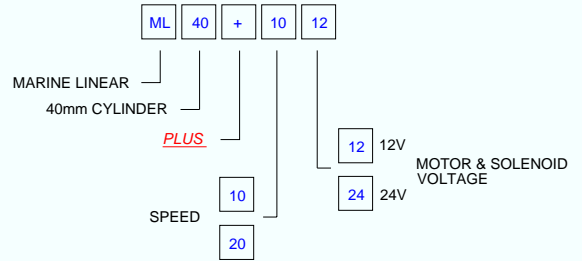 ML 40 + 10 12
MARINE LINEAR
40mm CYLINDER
PLUS
12 12V
MOTOR & SOLENOID
VOLTAGE
24 24V
10
SPEED
20